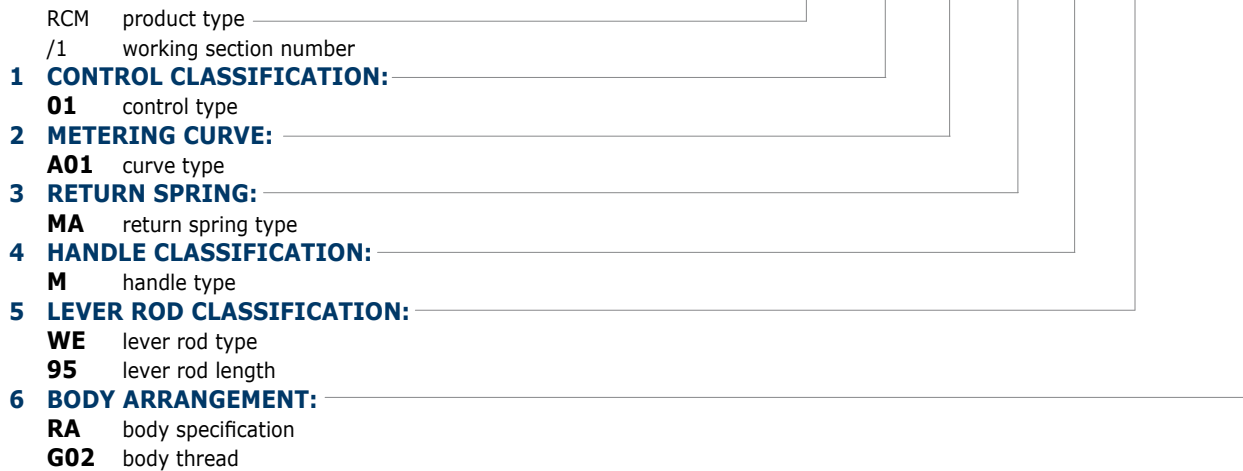 RCM product type
/1 working section number
1 CONTROL CLASSIFICATION:
01 control type
2 METERING CURVE:
A01 curve type
3 RETURN SPRING:
MA return spring type
4 HANDLE CLASSIFICATION:
M handle type
5 LEVER ROD CLASSIFICATION:
WE lever rod type
95 lever rod length
6 BODY ARRANGEMENT:
RA body specification
G02 body thread